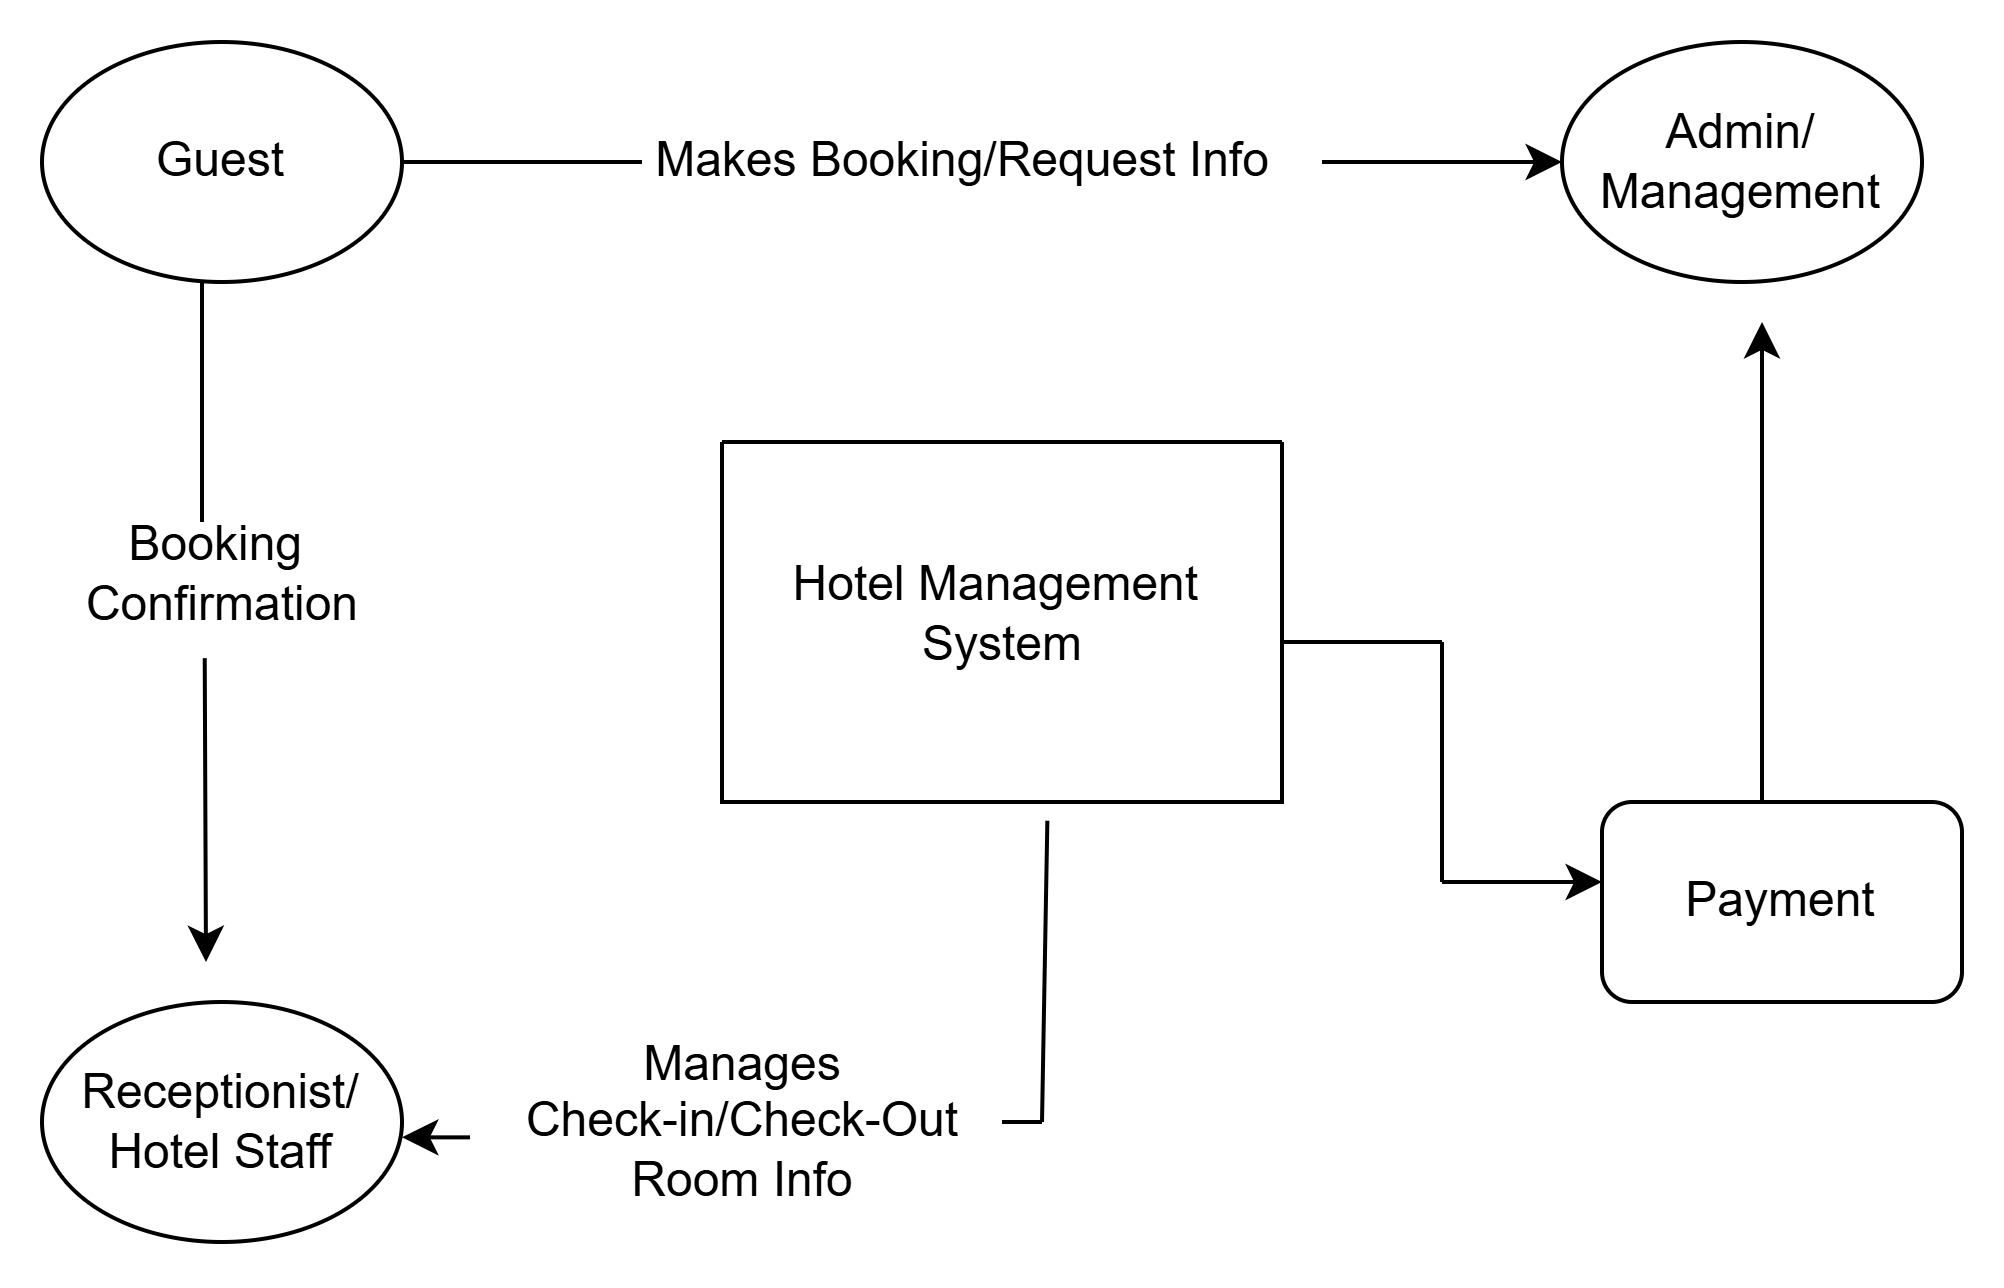 Guest
Makes Booking/Request Info
Admin/
Management
Booking
Confirmation
Hotel Management
System
Payment
Receptionist/
Hotel Staff
Manages
Check-in/Check-Out
Room Info